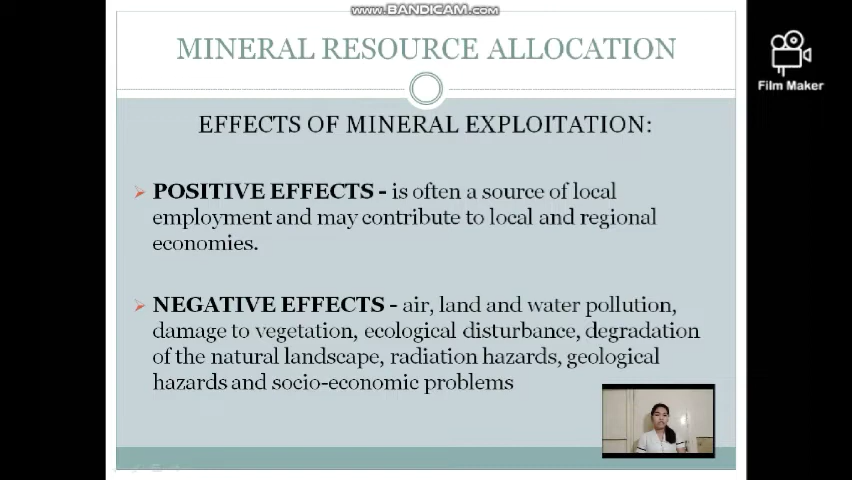 www.BANDICAM.com
MINERAL RESOURCE ALLOCATION
Film Maker
EFFECTS OF MINERAL EXPLOITATION:
POSITIVE EFFECTS - is often a source of local
employment and may contribute to local and regional
economies.
NEGATIVE EFFECTS - air, land and water pollution,
damage to vegetation, ecological disturbance, degradation
of the natural landscape, radiation hazards, geological
hazards and socio-economic problems